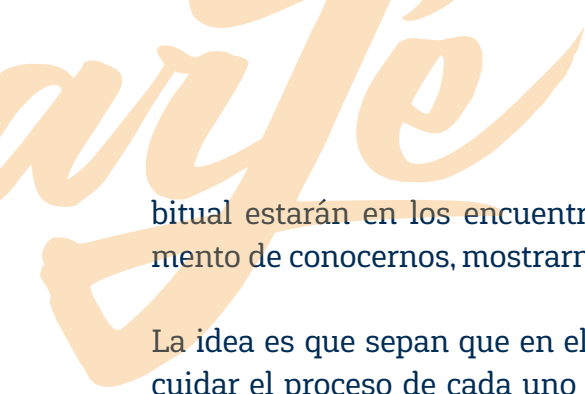 arTé
bitual estarán en los encuentr
mento de conocernos, mostrarn
La idea es que sepan que en el
cuidar el proceso de cada uno